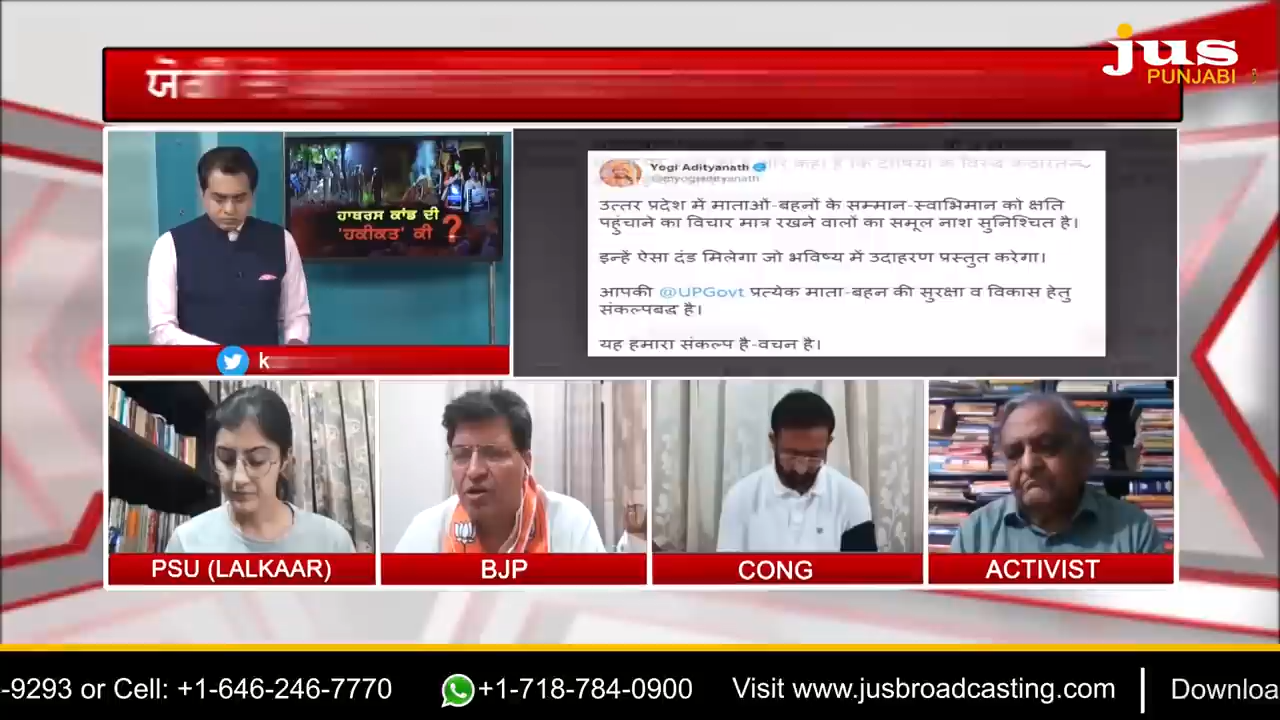 jus
PUNJABI
ਹਾਥਰਸ ਕਾਂਡ ਦੀ
'ਹਕੀਕਤ' ਕੀ ?
Yogi Adityanath
@myogiadityanath
उत्तर प्रदेश में माताओं-बहनों के सम्मान-स्वाभिमान को क्षति
पहुंचाने का विचार मात्र रखने वालों का समूल नाश सुनिश्चित है।
इन्हें ऐसा दंड मिलेगा जो भविष्य में उदाहरण प्रस्तुत करेगा।
आपकी @UPGovt प्रत्येक माता-बहन की सुरक्षा व विकास हेतु
संकल्पबद्ध है।
यह हमारा संकल्प है-वचन है।
k
PSU (LALKAAR)
BJP
CONG
ACTIVIST
-9293 or Cell: +1-646-246-7770 +1-718-784-0900 Visit www.jusbroadcasting.com Downloa